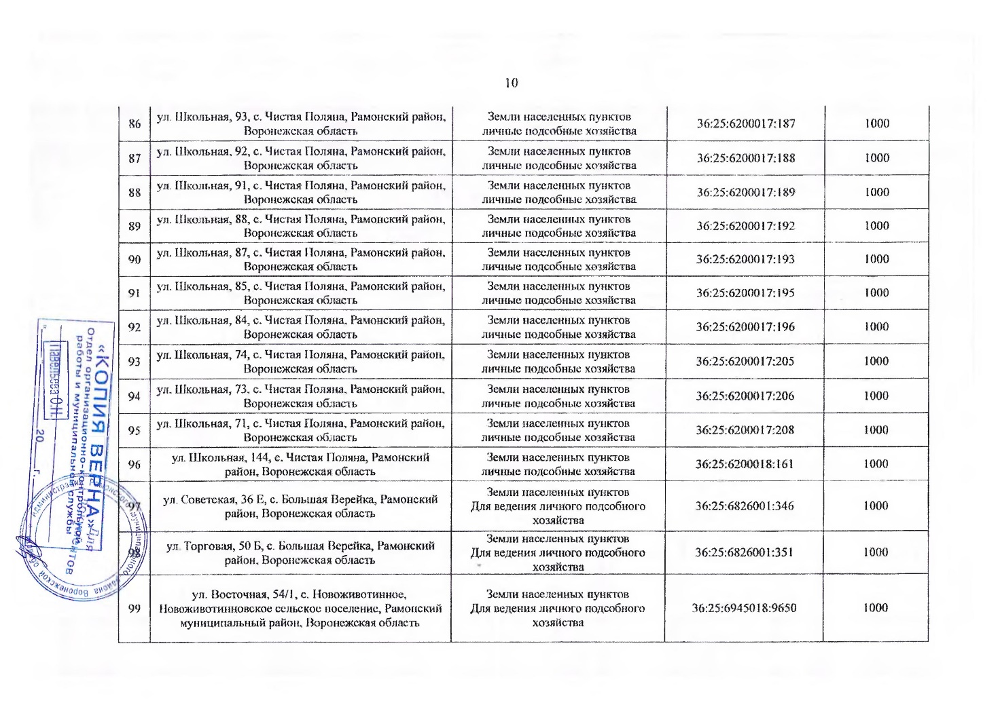 10
86
ул. Школьная, 93, с. Чистая Поляна, Рамонский район,
Воронежская область
Земли населенных пунктов
личные подсобные хозяйства
36:25:6200017:187
1000
87
ул. Школьная, 92, с. Чистая Поляна, Рамонский район,
Воронежская область
Земли населенных пунктов
личные подсобные хозяйства
36:25:6200017:188
1000
88
ул. Школьная, 91, с. Чистая Поляна, Рамонский район,
Воронежская область
Земли населенных пунктов
личные подсобные хозяйства
36:25:6200017:189
1000
89
ул. Школьная, 88, с. Чистая Поляна, Рамонский район,
Воронежская область
Земли населенных пунктов
личные подсобные хозяйства
36:25:6200017:192
1000
90
ул. Школьная, 87, с. Чистая Поляна, Рамонский район,
Воронежская область
Земли населенных пунктов
личные подсобные хозяйства
36:25:6200017:193
1000
91
ул. Школьная, 85, с. Чистая Поляна, Рамонский район,
Воронежская область
Земли населенных пунктов
личные подсобные хозяйства
36:25:6200017:195
1000
92
ул. Школьная, 84, с. Чистая Поляна, Рамонский район,
Воронежская область
Земли населенных пунктов
личные подсобные хозяйства
36:25:6200017:196
1000
93
ул. Школьная, 74, с. Чистая Поляна, Рамонский район,
Воронежская область
Земли населенных пунктов
личные подсобные хозяйства
36:25:6200017:205
1000
94
ул. Школьная, 73, с. Чистая Поляна, Рамонский район,
Воронежская область
Земли населенных пунктов
личные подсобные хозяйства
36:25:6200017:206
1000
95
ул. Школьная, 71, с. Чистая Поляна, Рамонский район,
Воронежская область
Земли населенных пунктов
личные подсобные хозяйства
36:25:6200017:208
1000
96
ул. Школьная, 144, с. Чистая Поляна, Рамонский
район, Воронежская область
Земли населенных пунктов
личные подсобные хозяйства
36:25:6200018:161
1000
97
ул. Советская, 36 Е, с. Большая Верейка, Рамонский
район, Воронежская область
Земли населенных пунктов
Для ведения личного подсобного
хозяйства
36:25:6826001:346
1000
98
ул. Торговая, 50 Б, с. Большая Верейка, Рамонский
район, Воронежская область
Земли населенных пунктов
Для ведения личного подсобного
хозяйства
36:25:6826001:351
1000
99
ул. Восточная, 54/1, с. Новоживотинное,
Новоживотинновское сельское поселение, Рамонский
муниципальный район, Воронежская область
Земли населенных пунктов
Для ведения личного подсобного
хозяйства
36:25:6945018:9650
1000
«КОПИЯ ВЕРНА»
Отдел организационно-контрольной
работы и муниципальной службы
Павельева О.Н.
" " 20 г.
Администрация Рамонского муниципального района Воронежской области
Для
документов